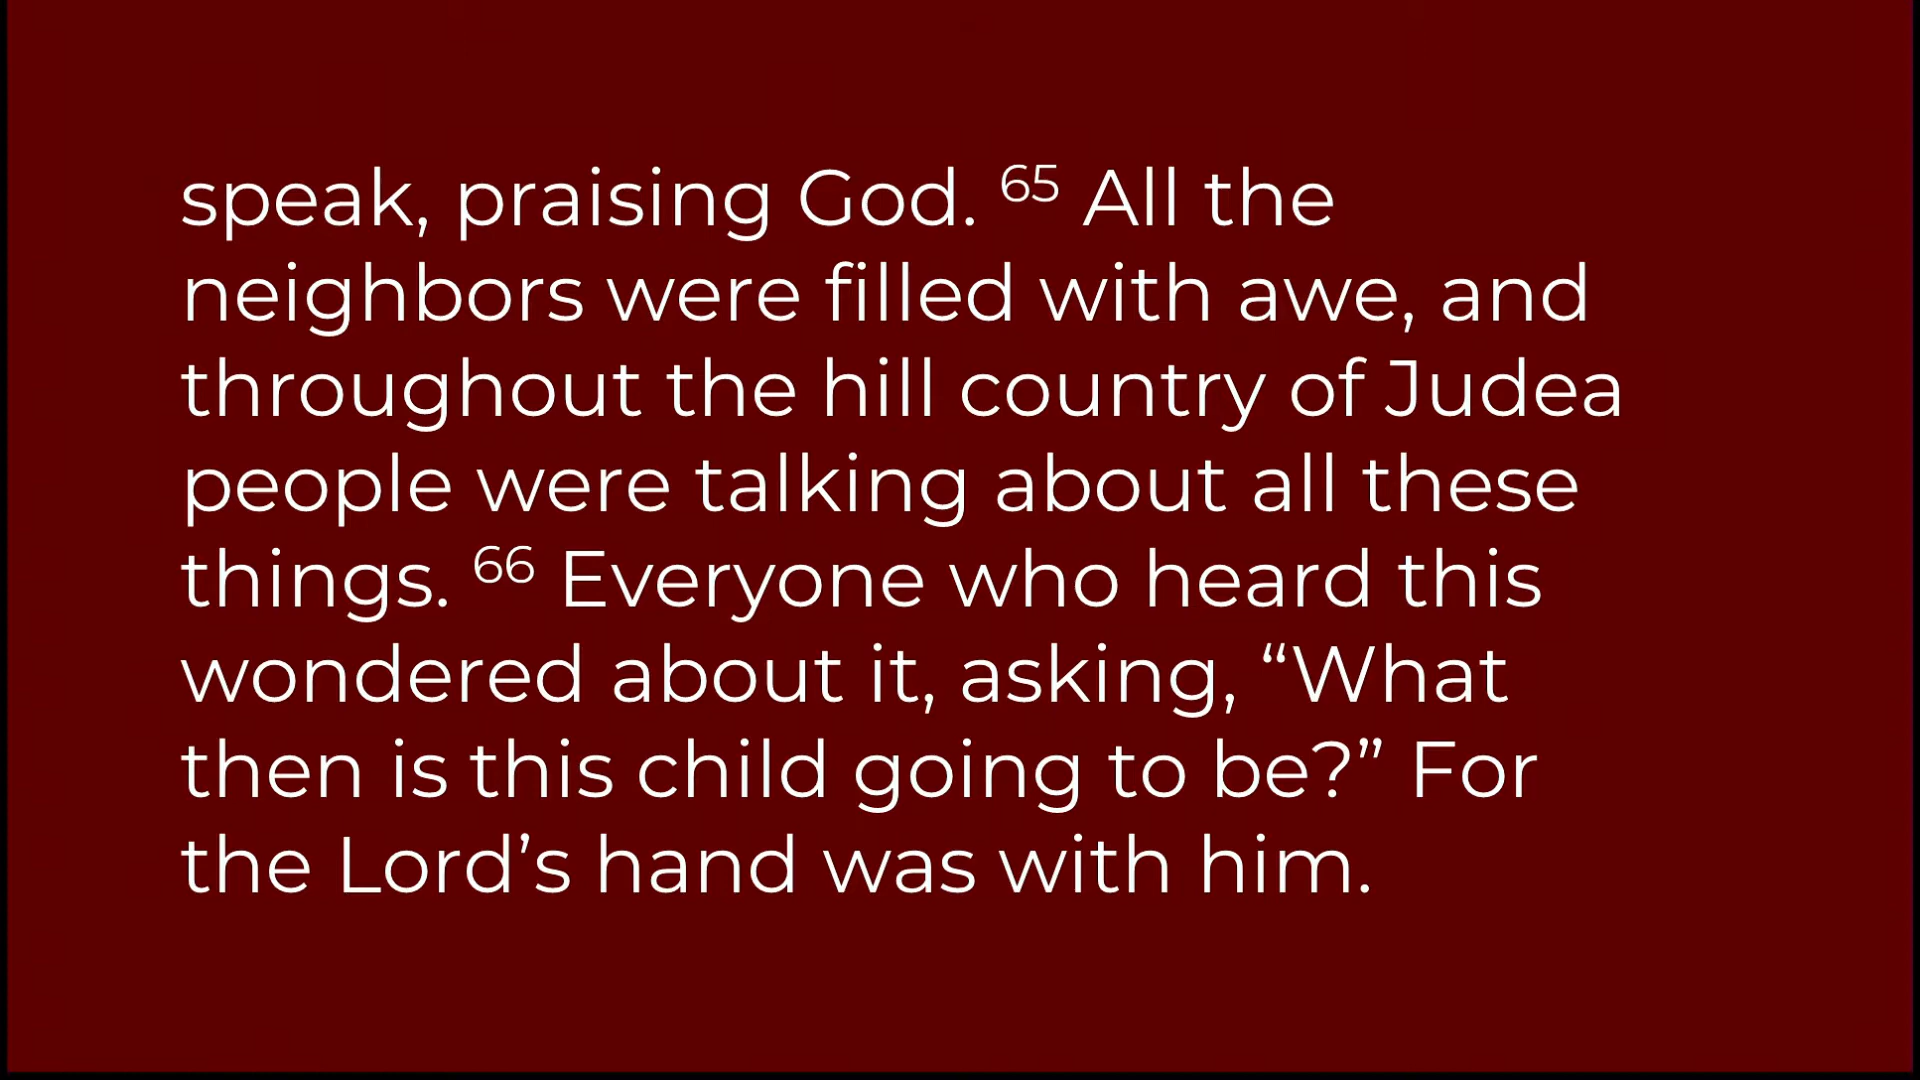 speak, praising God. 65 All the
neighbors were filled with awe, and
throughout the hill country of Judea
people were talking about all these
things. 66 Everyone who heard this
wondered about it, asking, “What
then is this child going to be?” For
the Lord’s hand was with him.